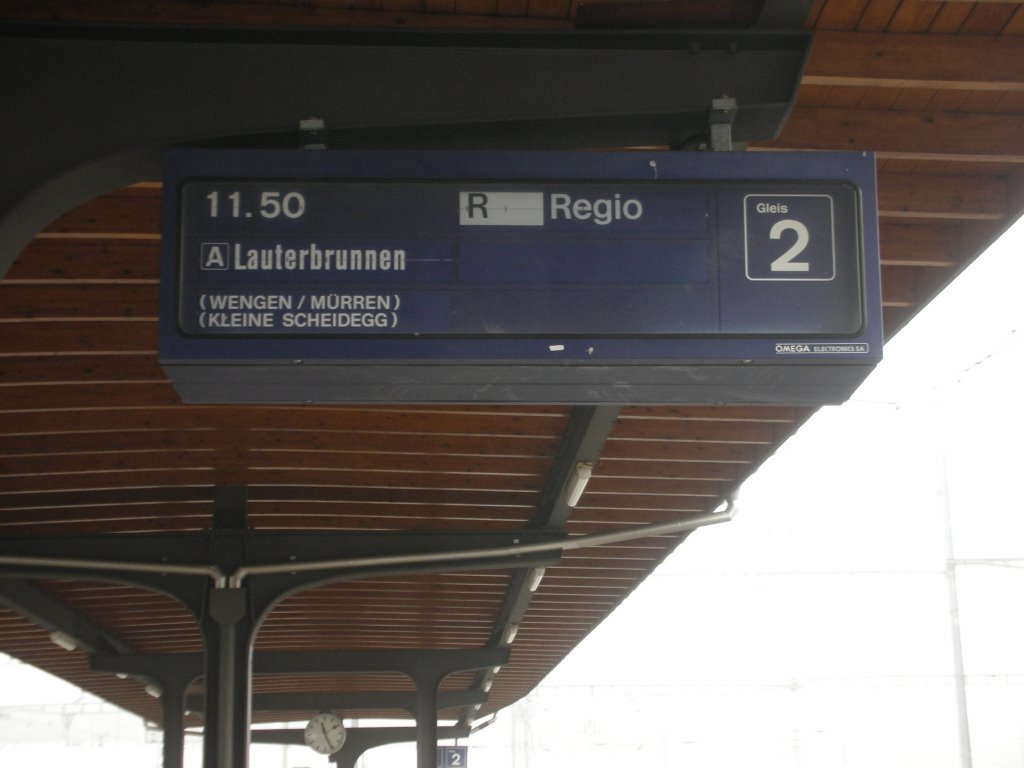 11.50 R Regio
Gleis
2
A Lauterbrunnen
(WENGEN / MÜRREN)
(KLEINE SCHEIDEGG)
OMEGA ELECTRONICS SA
2